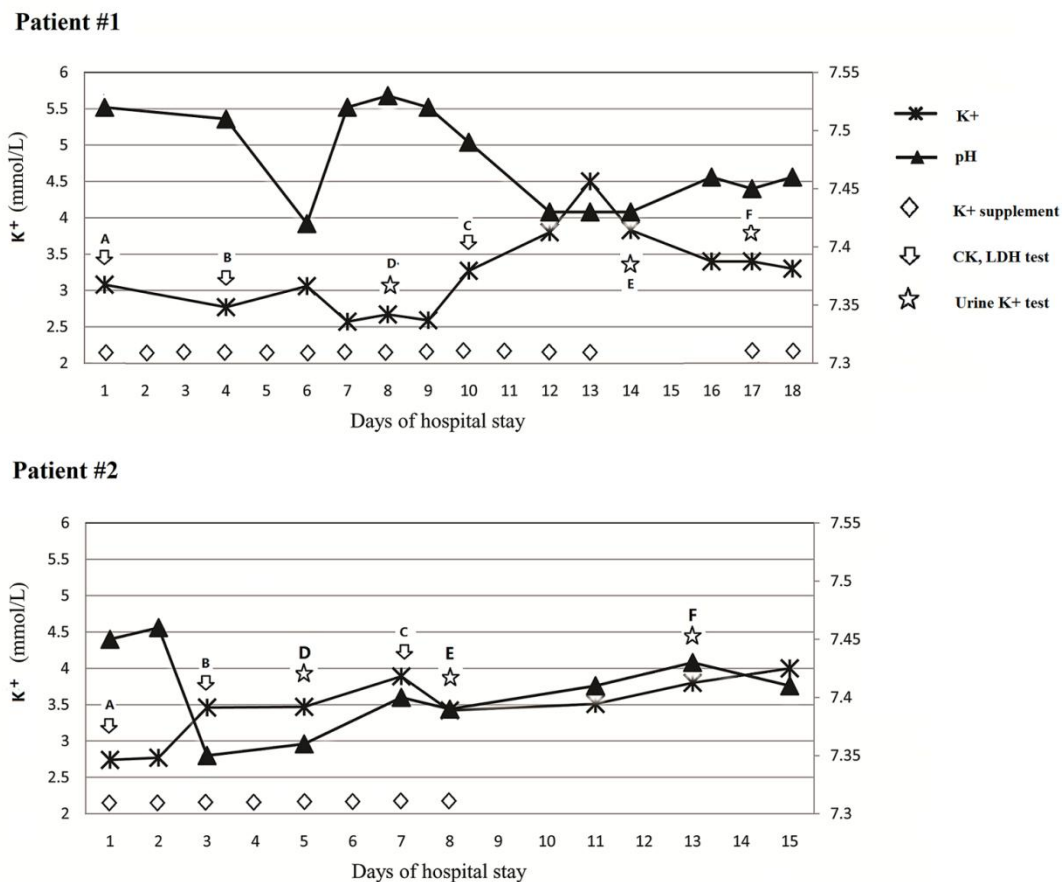 Patient #1
6
5.5
5
4.5
4
3.5
3
2.5
2
K+ (mmol/L)
7.55
7.5
7.45
7.4
7.35
7.3
A
B
C
D
E
F
1 2 3 4 5 6 7 8 9 10 11 12 13 14 15 16 17 18
Days of hospital stay
K+
pH
K+ supplement
CK, LDH test
Urine K+ test
Patient #2
6
5.5
5
4.5
4
3.5
3
2.5
2
K+ (mmol/L)
7.55
7.5
7.45
7.4
7.35
7.3
A
B
D
C
E
F
1 2 3 4 5 6 7 8 9 10 11 12 13 14 15
Days of hospital stay